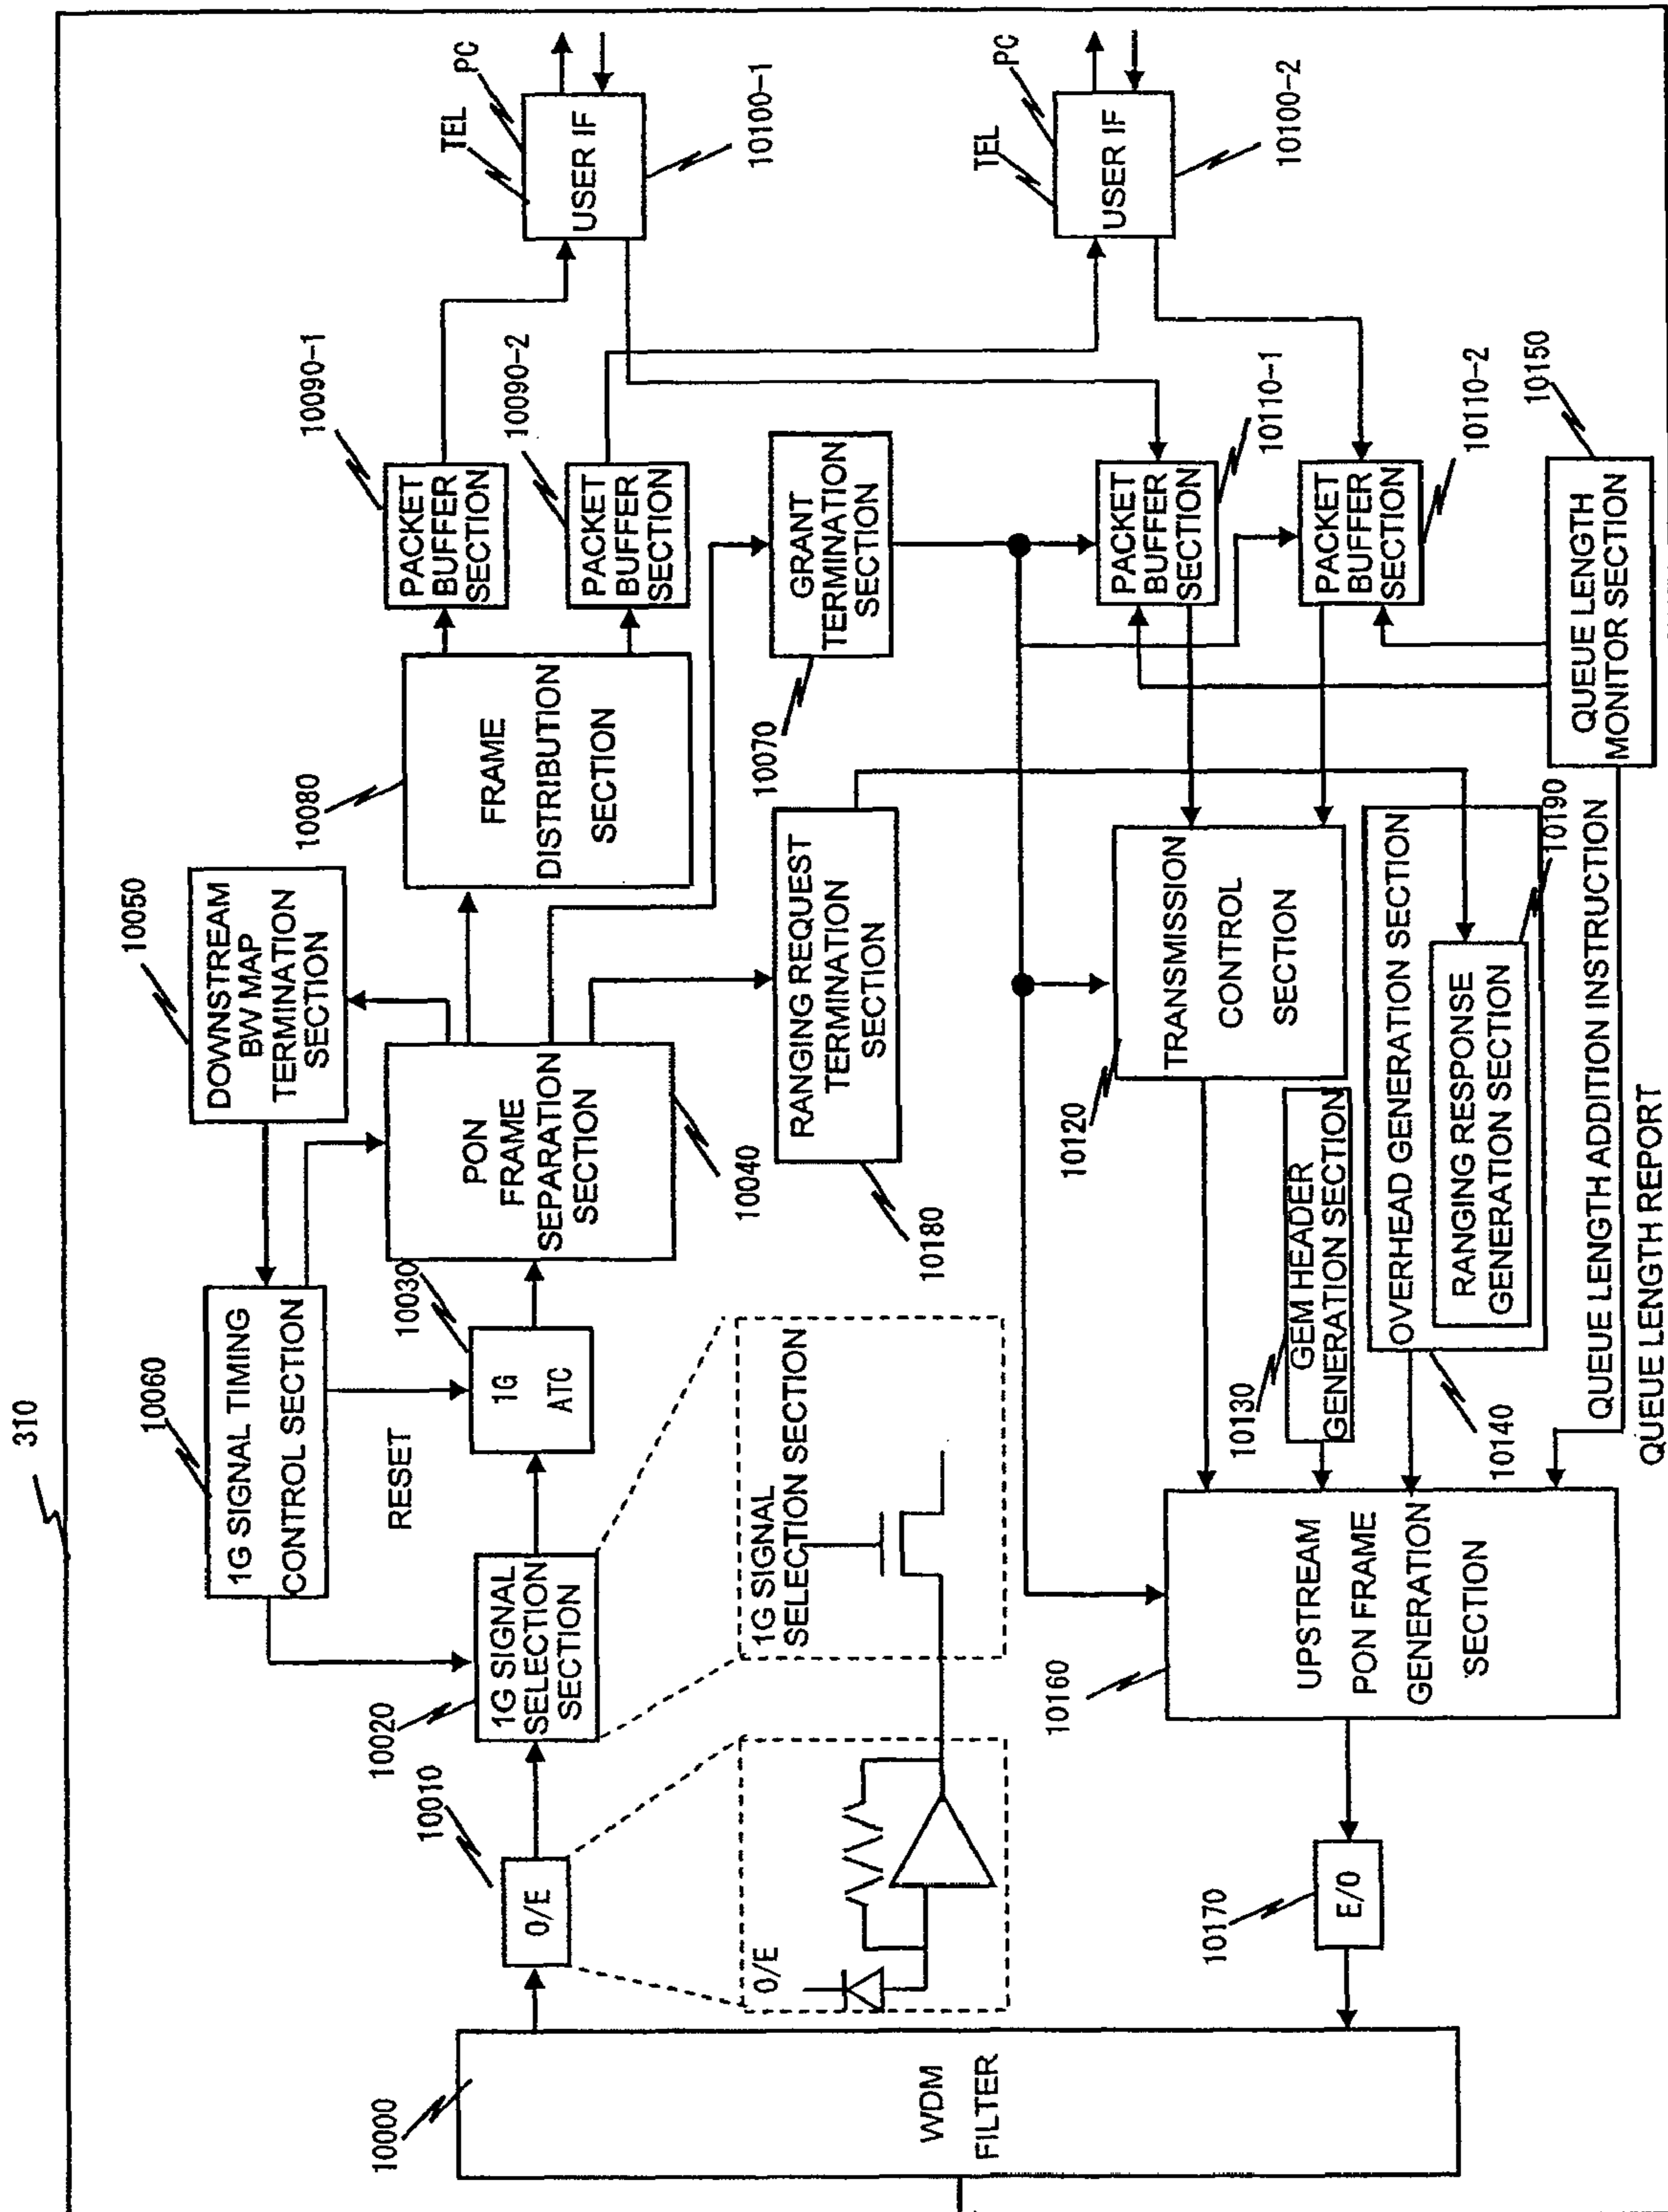 310
10060
1G SIGNAL TIMING
CONTROL SECTION
10050
DOWNSTREAM
BW MAP
TERMINATION
SECTION
RESET
10000
WDM
FILTER
10010
O/E
10020
1G SIGNAL
SELECTION
SECTION
10030
1G
ATC
PON
FRAME
SEPARATION
SECTION
10040
10080
FRAME
DISTRIBUTION
SECTION
10090-1
PACKET
BUFFER
SECTION
10090-2
PACKET
BUFFER
SECTION
TEL
PC
USER IF
10100-1
O/E
1G SIGNAL
SELECTION SECTION
RANGING REQUEST
TERMINATION
SECTION
10180
GRANT
TERMINATION
SECTION
10070
TEL
PC
USER IF
10100-2
10170
E/O
10160
UPSTREAM
PON FRAME
GENERATION
SECTION
10120
TRANSMISSION
CONTROL
SECTION
10130
GEM HEADER
GENERATION SECTION
10140
OVERHEAD GENERATION SECTION
RANGING RESPONSE
GENERATION SECTION
10190
PACKET
BUFFER
SECTION
10110-1
PACKET
BUFFER
SECTION
10110-2
10150
QUEUE LENGTH
MONITOR SECTION
QUEUE LENGTH ADDITION INSTRUCTION
QUEUE LENGTH REPORT